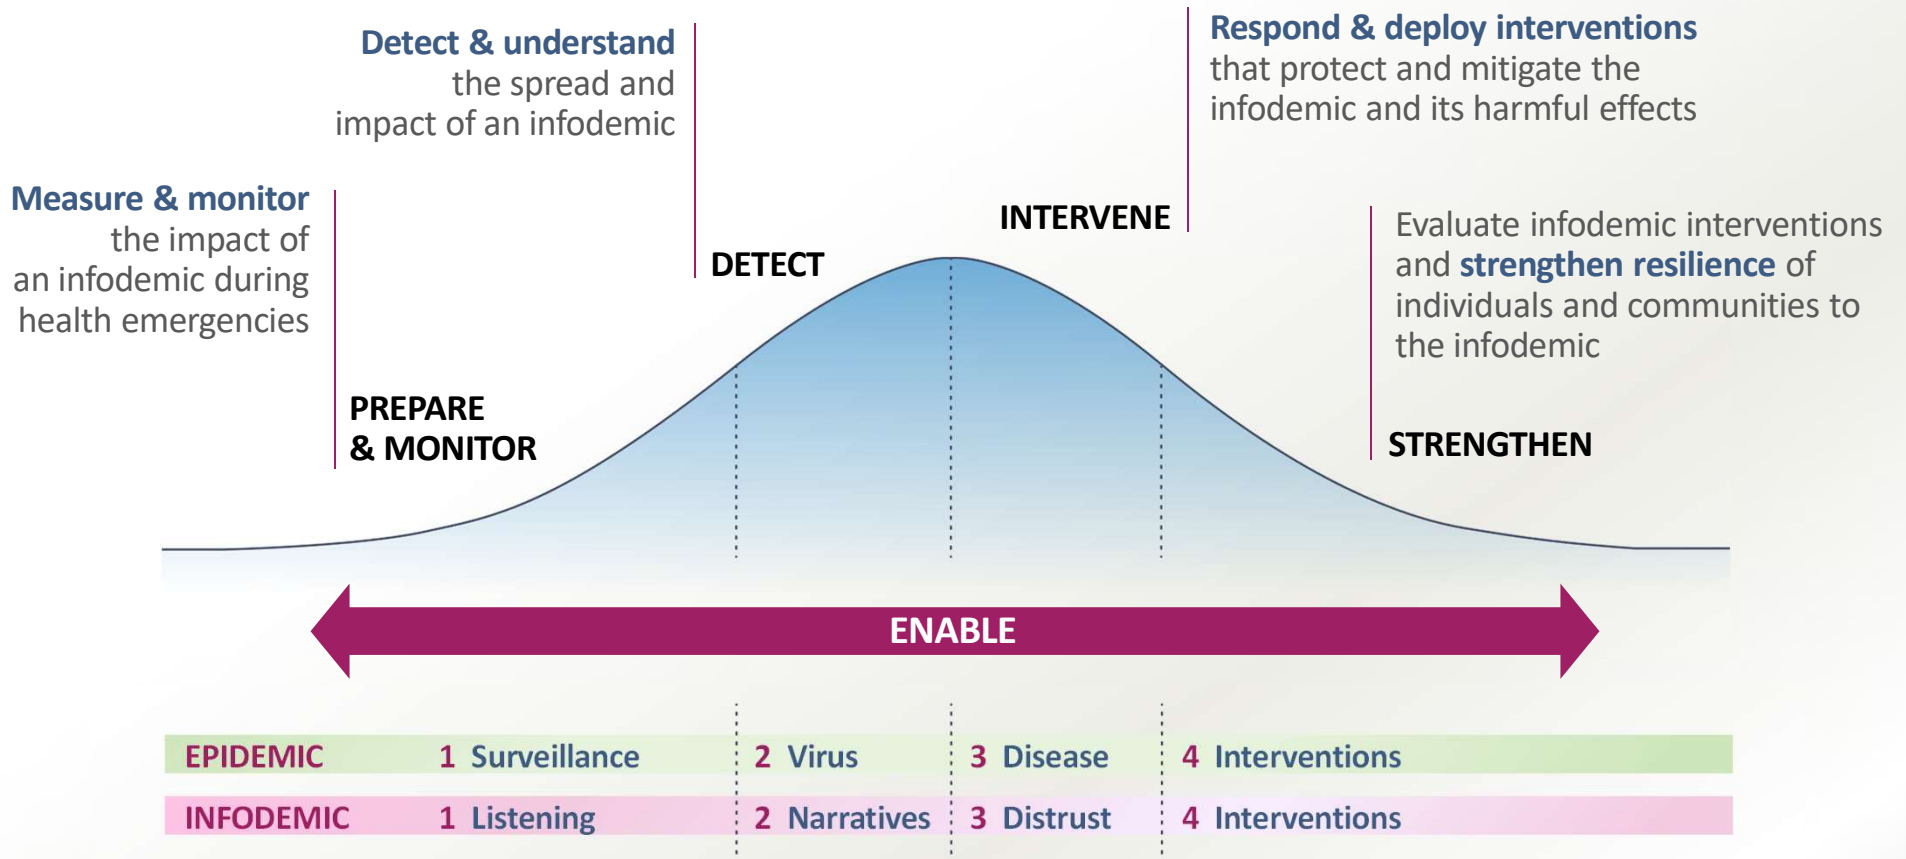 Detect & understand
the spread and
impact of an infodemic
Respond & deploy interventions
that protect and mitigate the
infodemic and its harmful effects
Measure & monitor
the impact of
an infodemic during
health emergencies
INTERVENE
Evaluate infodemic interventions
and strengthen resilience of
individuals and communities to
the infodemic
DETECT
PREPARE
& MONITOR
STRENGTHEN
ENABLE
EPIDEMIC 1 Surveillance 2 Virus 3 Disease 4 Interventions
INFODEMIC 1 Listening 2 Narratives 3 Distrust 4 Interventions